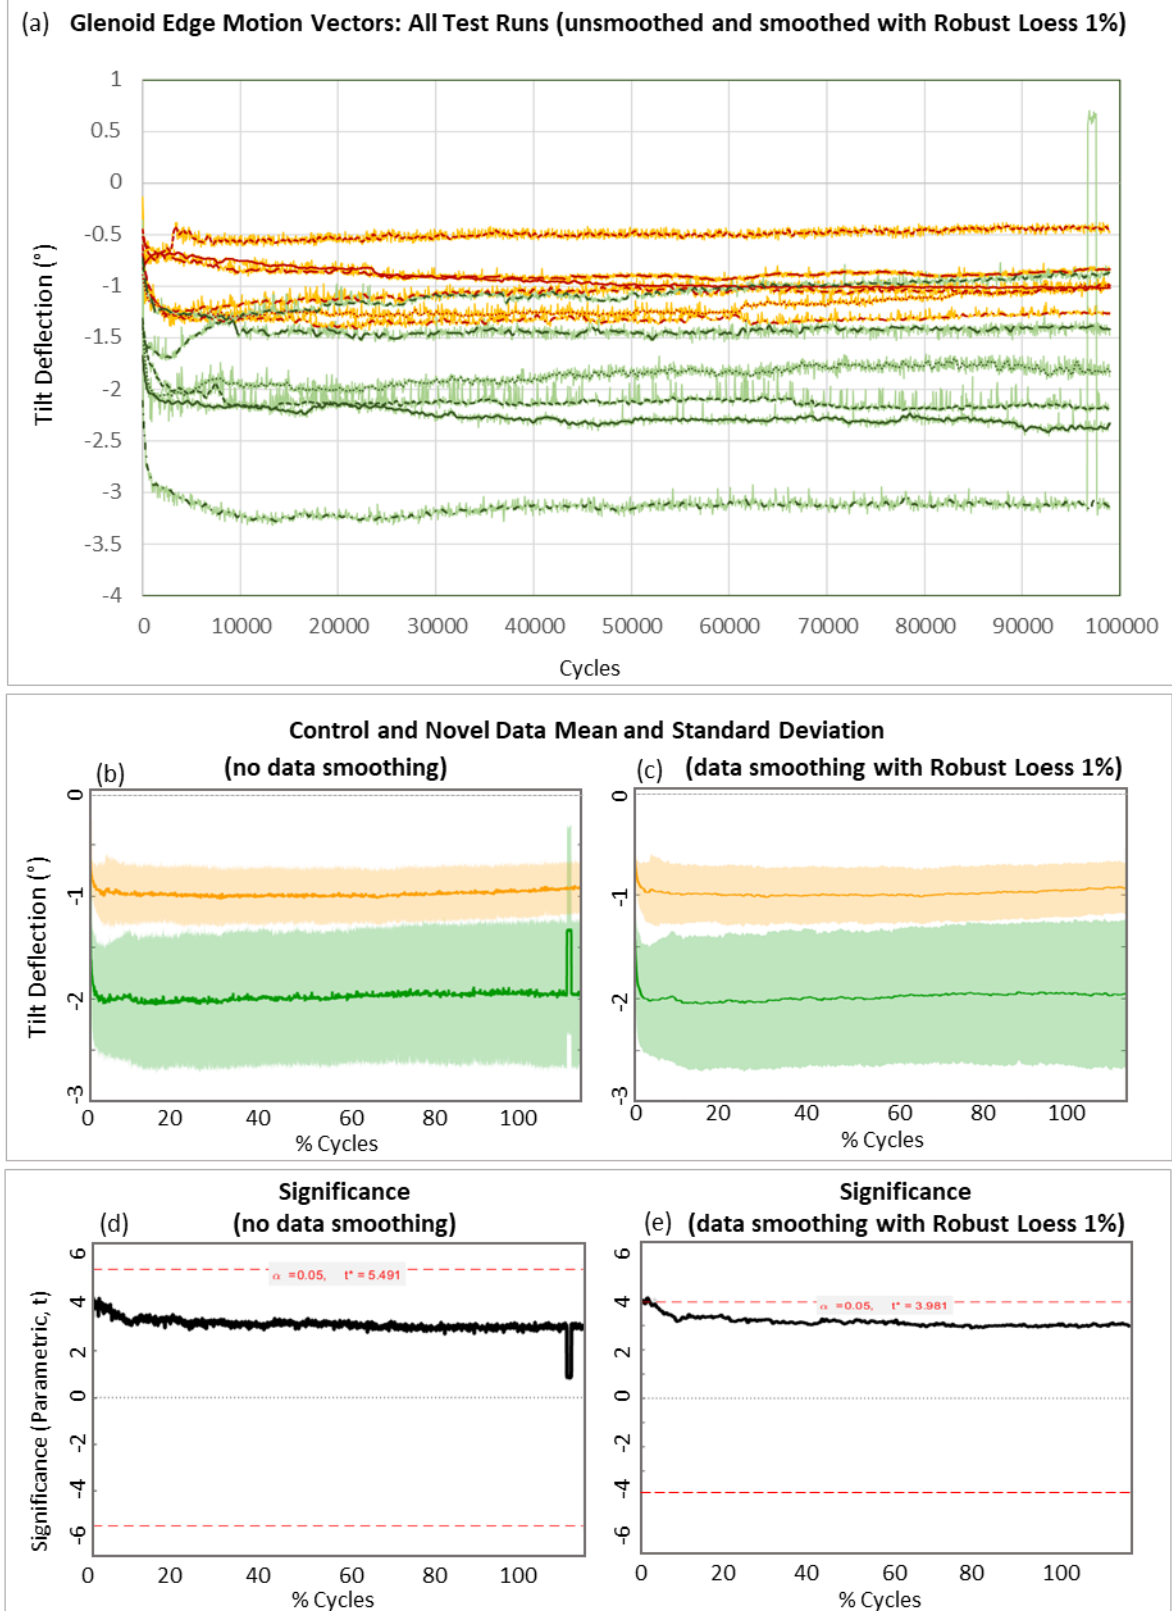 (a) Glenoid Edge Motion Vectors: All Test Runs (unsmoothed and smoothed with Robust Loess 1%)
1
0.5
0
-0.5
-1
-1.5
-2
-2.5
-3
-3.5
-4
Tilt Deflection (°)
0 10000 20000 30000 40000 50000 60000 70000 80000 90000 100000
Cycles
Control and Novel Data Mean and Standard Deviation
(b) (no data smoothing)
(c) (data smoothing with Robust Loess 1%)
0
-1
-2
-3
Tilt Deflection (°)
0 20 40 60 80 100
% Cycles
0
-1
-2
-3
0 20 40 60 80 100
% Cycles
Significance
(d) (no data smoothing)
Significance
(e) (data smoothing with Robust Loess 1%)
6
4
2
0
-2
-4
-6
Significance (Parametric, t)
α =0.05, t* = 5.491
0 20 40 60 80 100
% Cycles
6
4
2
0
-2
-4
-6
α =0.05, t* = 3.981
0 20 40 60 80 100
% Cycles